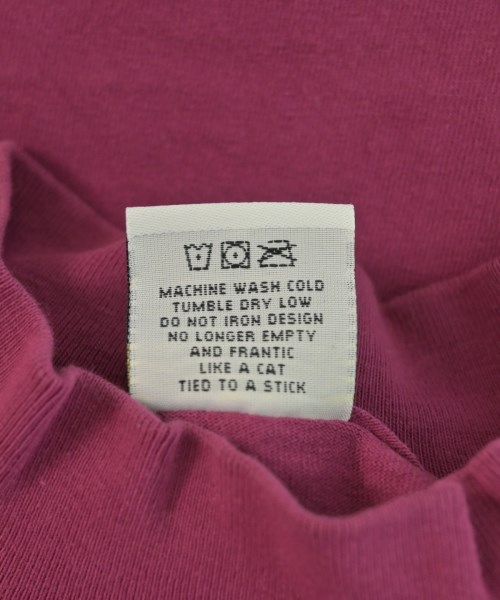 MACHINE WASH COLD
TUMBLE DRY LOW
DO NOT IRON DESIGN
NO LONGER EMPTY
AND FRANTIC
LIKE A CAT
TIED TO A STICK